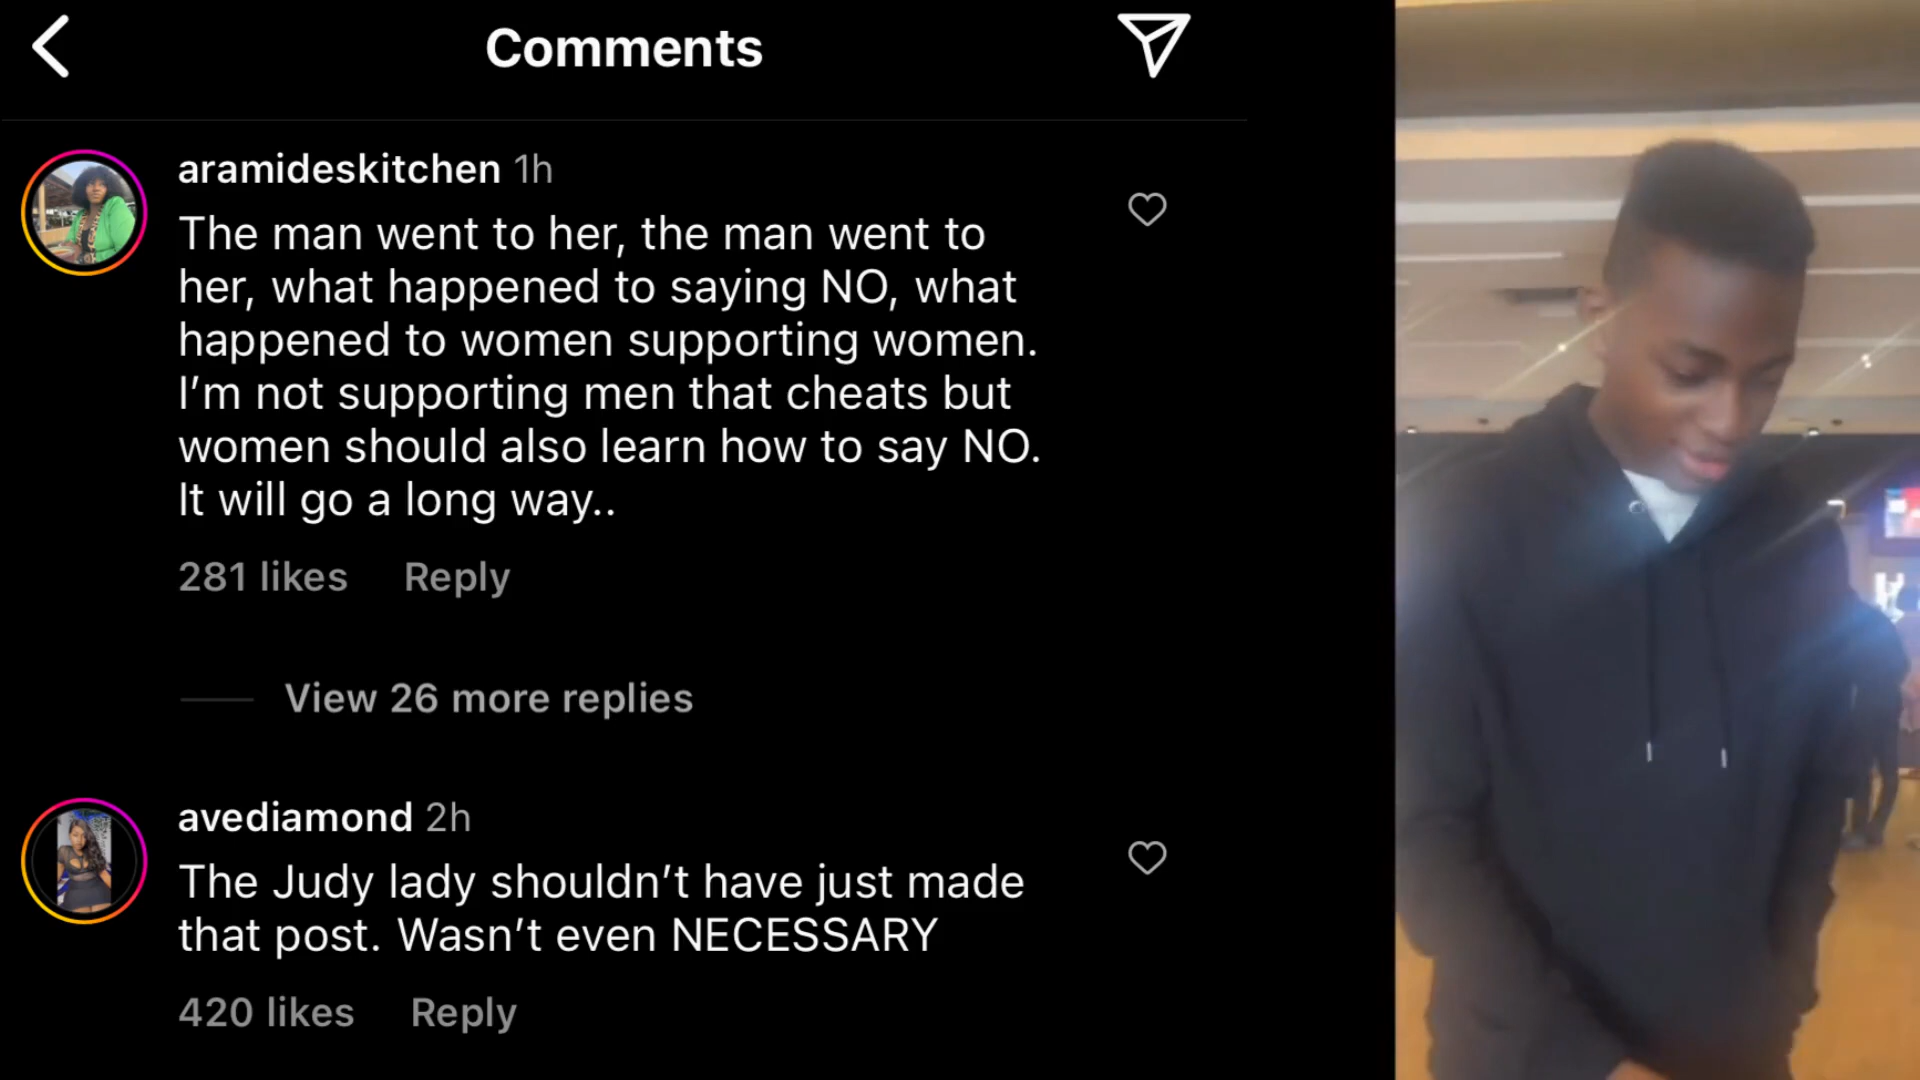 Comments
aramideskitchen 1h
The man went to her, the man went to
her, what happened to saying NO, what
happened to women supporting women.
I’m not supporting men that cheats but
women should also learn how to say NO.
It will go a long way..
281 likes Reply
View 26 more replies
avediamond 2h
The Judy lady shouldn’t have just made
that post. Wasn’t even NECESSARY
420 likes Reply